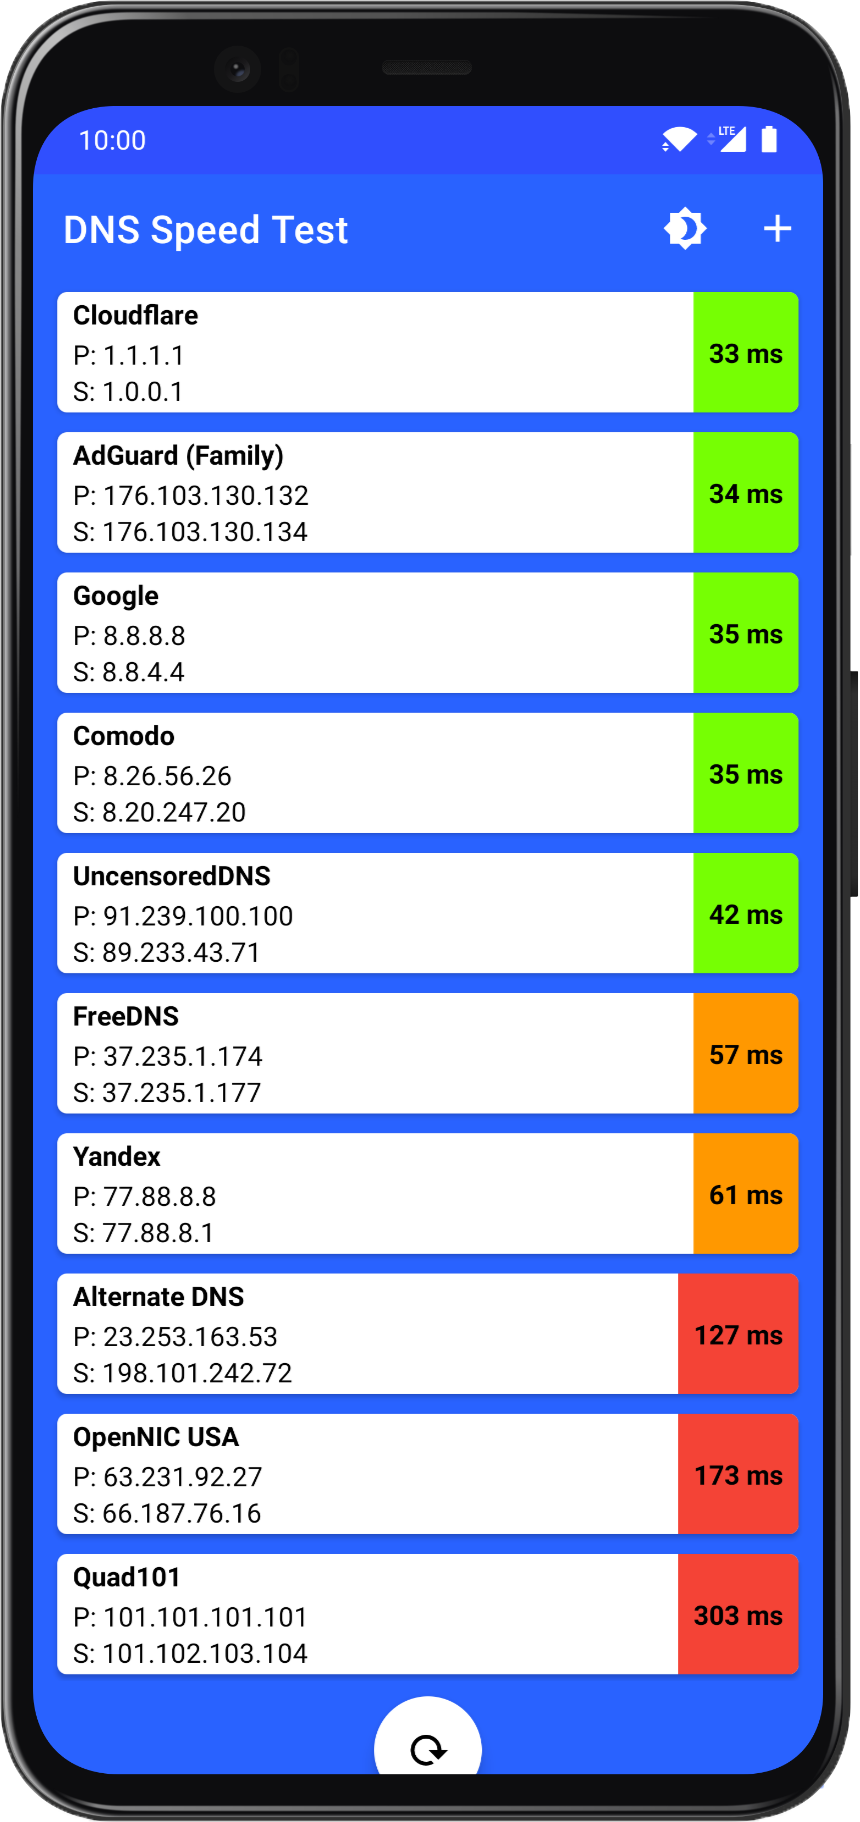 10:00
LTE
DNS Speed Test
Cloudflare
P: 1.1.1.1
S: 1.0.0.1
33 ms
AdGuard (Family)
P: 176.103.130.132
S: 176.103.130.134
34 ms
Google
P: 8.8.8.8
S: 8.8.4.4
35 ms
Comodo
P: 8.26.56.26
S: 8.20.247.20
35 ms
UncensoredDNS
P: 91.239.100.100
S: 89.233.43.71
42 ms
FreeDNS
P: 37.235.1.174
S: 37.235.1.177
57 ms
Yandex
P: 77.88.8.8
S: 77.88.8.1
61 ms
Alternate DNS
P: 23.253.163.53
S: 198.101.242.72
127 ms
OpenNIC USA
P: 63.231.92.27
S: 66.187.76.16
173 ms
Quad101
P: 101.101.101.101
S: 101.102.103.104
303 ms